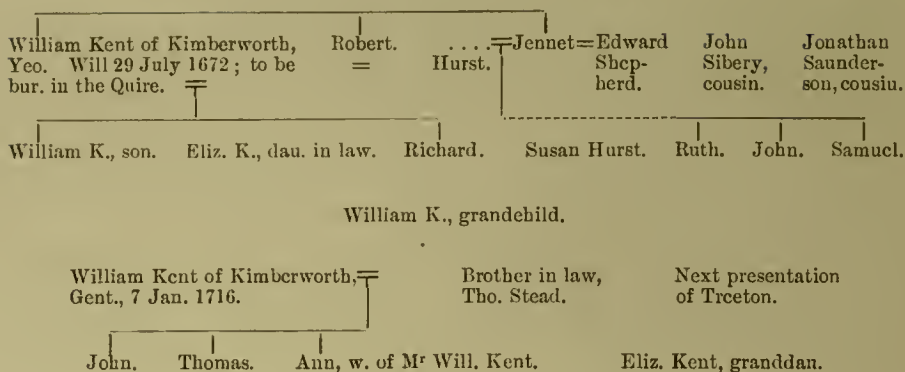 William Kent of Kimberworth, Robert. . . . . = Jennet = Edward John Jonathan
Yeo. Will 29 July 1672 ; to be = Hurst. Shep- Sibery, Saunder-
bur. in the Quire. = herd. cousin. son, cousin.
William K., son. Eliz. K., dau. in law. Richard. Susan Hurst. Ruth. John. Samuel.
William K., grandchild.
William Kent of Kimberworth, = Brother in law, Next presentation
Gent., 7 Jan. 1716. Tho. Stead. of Treeton.
John. Thomas. Ann, w. of Mr Will. Kent. Eliz. Kent, granddau.